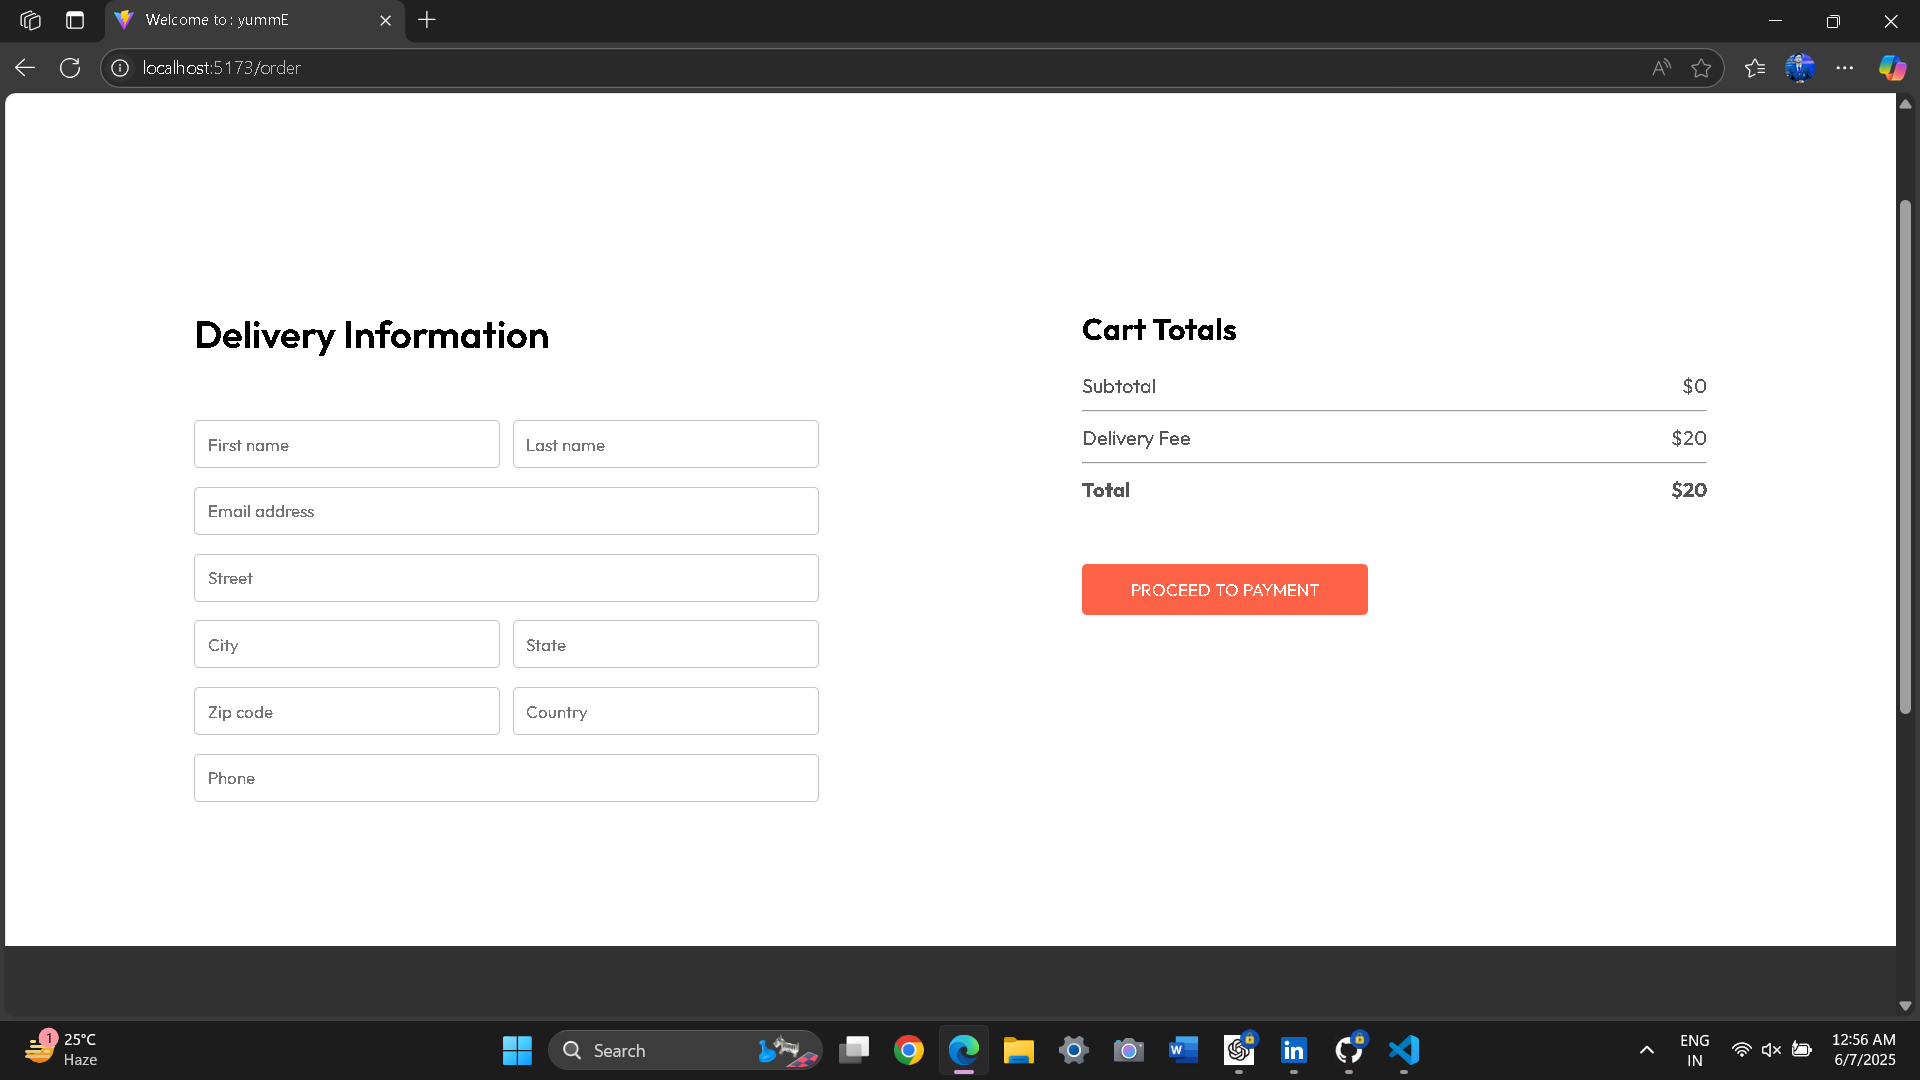 Welcome to : yummE
localhost:5173/order
Delivery Information
First name
Last name
Email address
Street
City
State
Zip code
Country
Phone
Cart Totals
Subtotal $0
Delivery Fee $20
Total $20
PROCEED TO PAYMENT
1
25°C
Haze
Search
W
in
ENG
IN
12:56 AM
6/7/2025